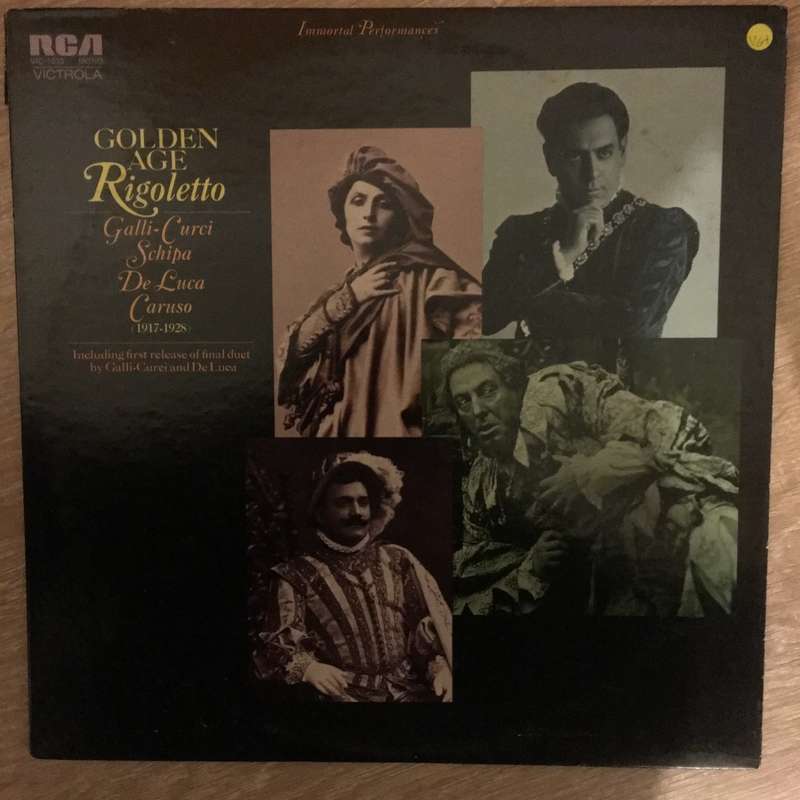 Immortal Performances
RCA
VICTROLA
GOLDEN
AGE
Rigoletto
Galli-Curci
Schipa
De Luca
Caruso
(1917-1928)
Including first release of final duet
by Galli-Curci and De Luca